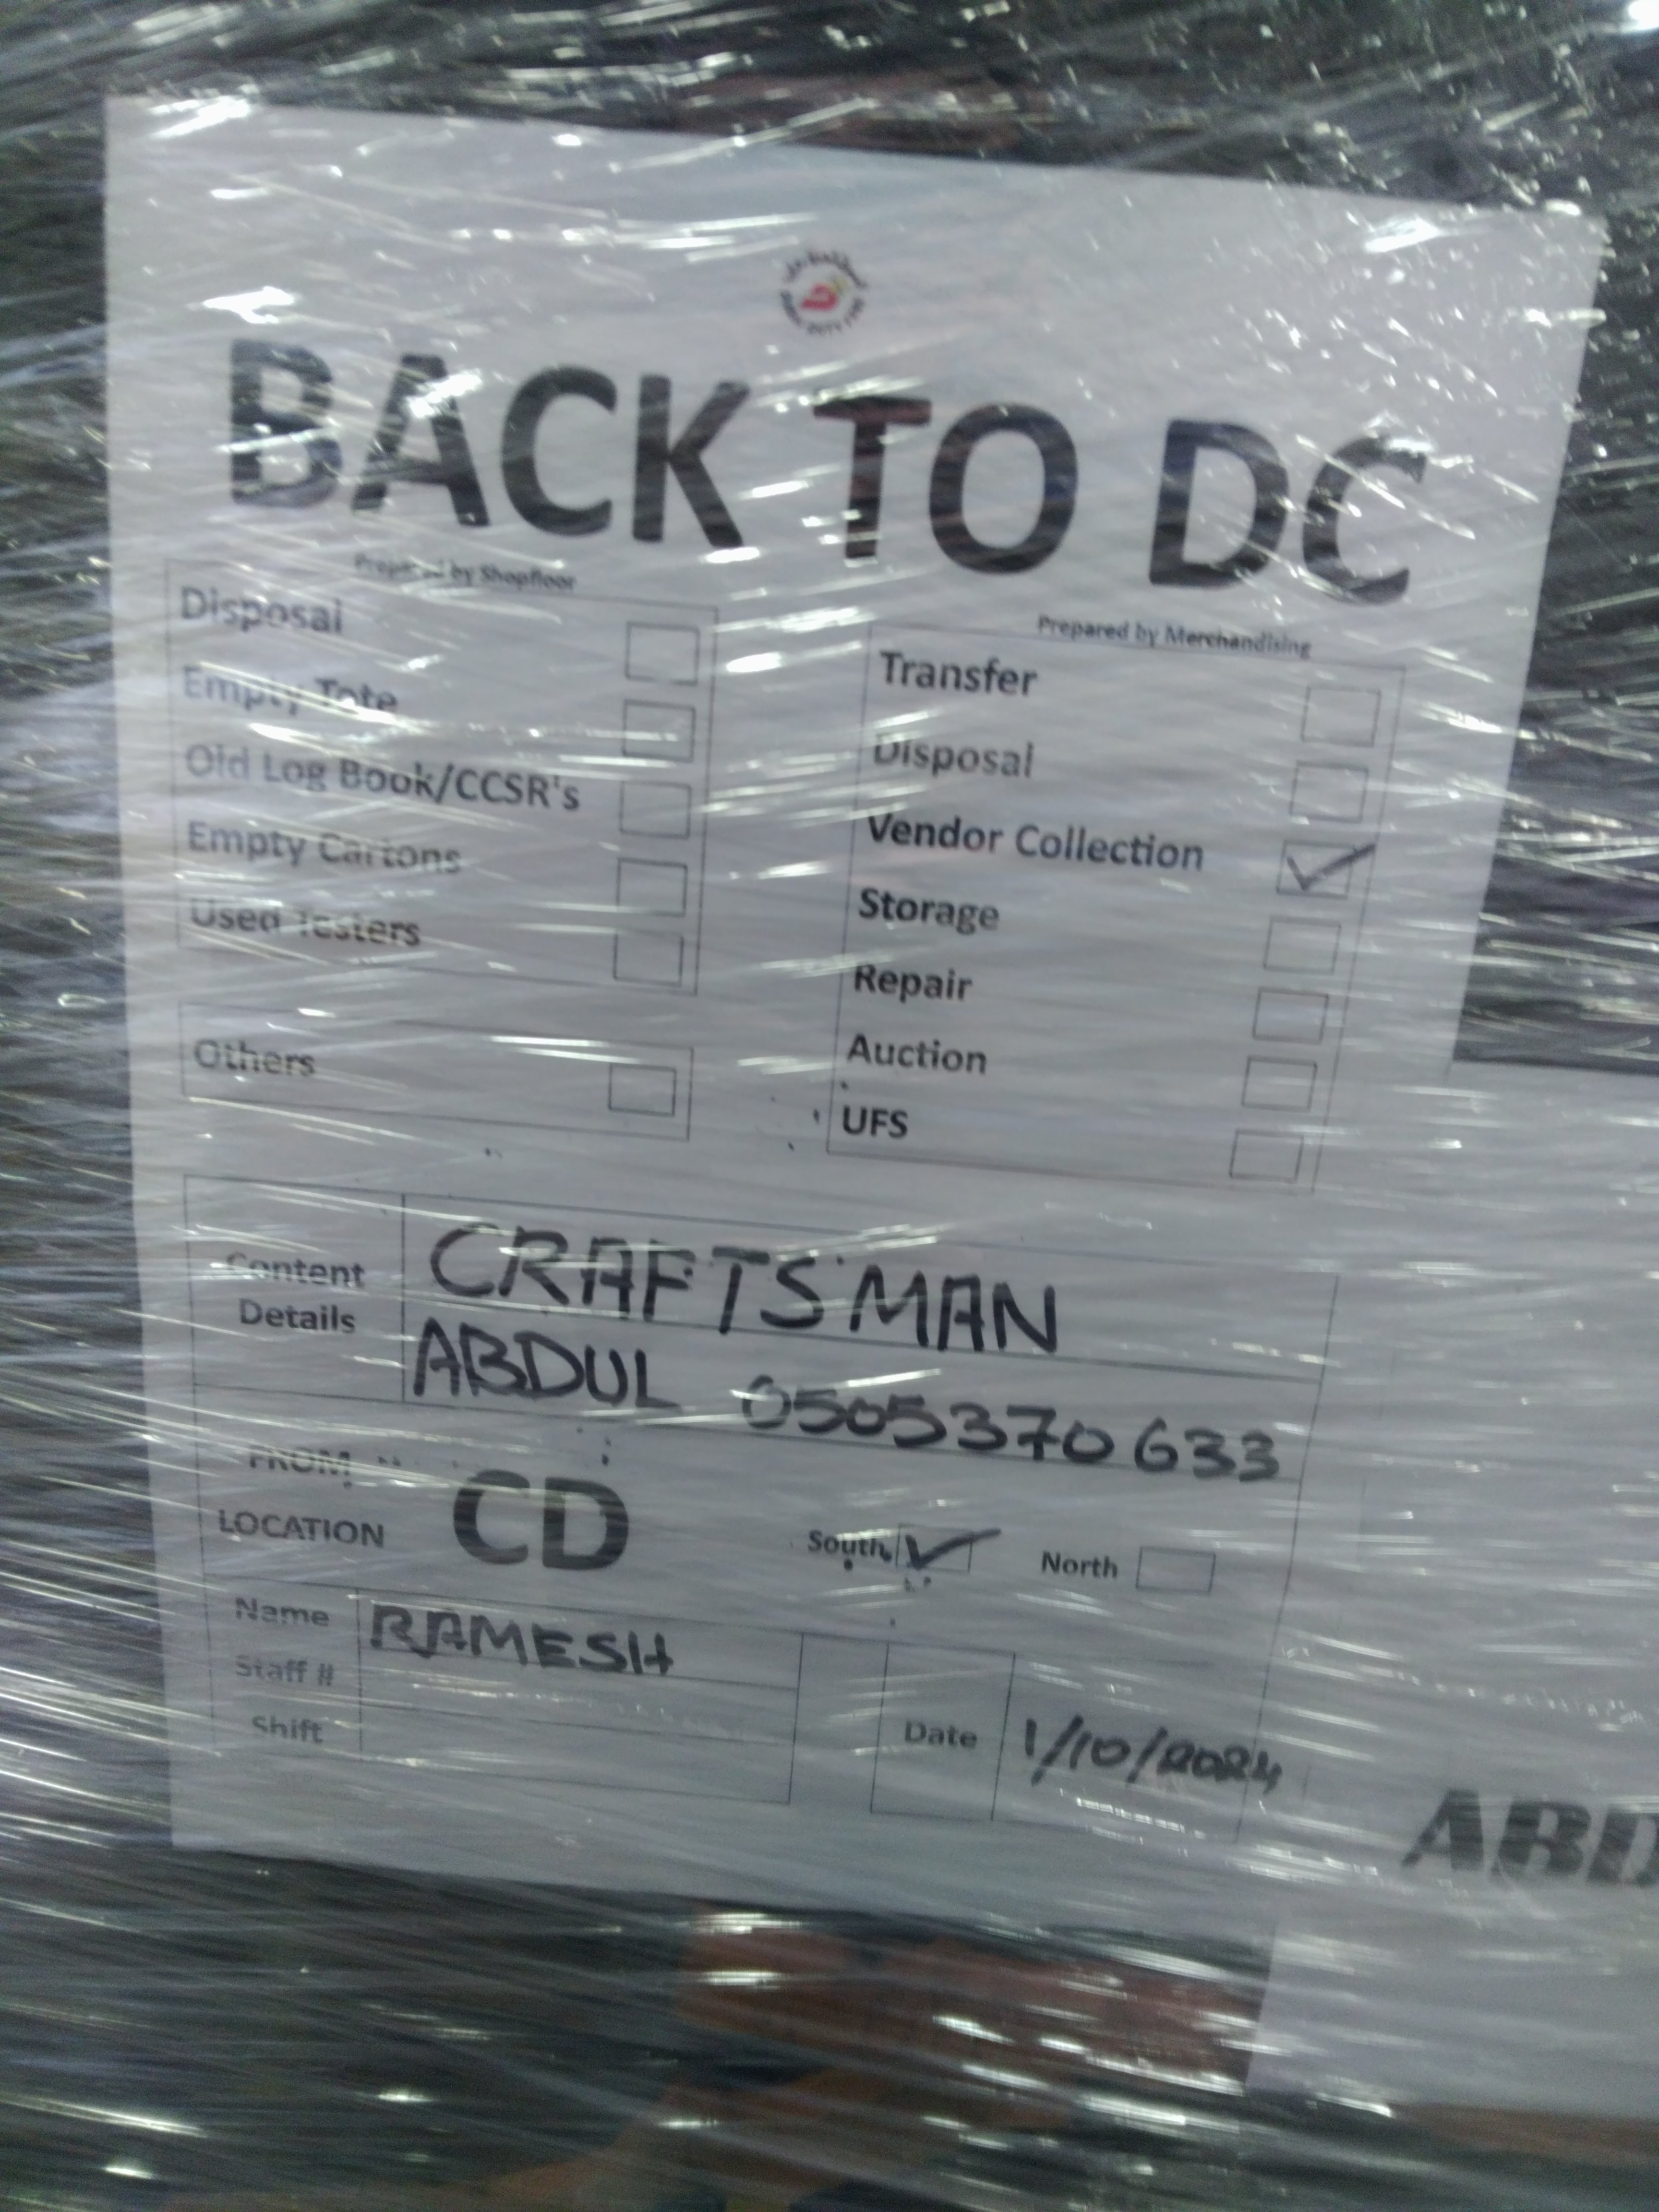 BACK TO DC
Prepared by Shopfloor
Disposal
Empty Tote
Old Log Book/CCSR's
Empty Cartons
Used Testers
Others
Prepared by Merchandising
Transfer
Disposal
Vendor Collection
Storage
Repair
Auction
UFS
Content
Details
CRAFTSMAN
ABDUL 0505370633
FROM
LOCATION
CD
South
North
Name
RAMESH
Staff #
Shift
Date
1/10/2024
ABD